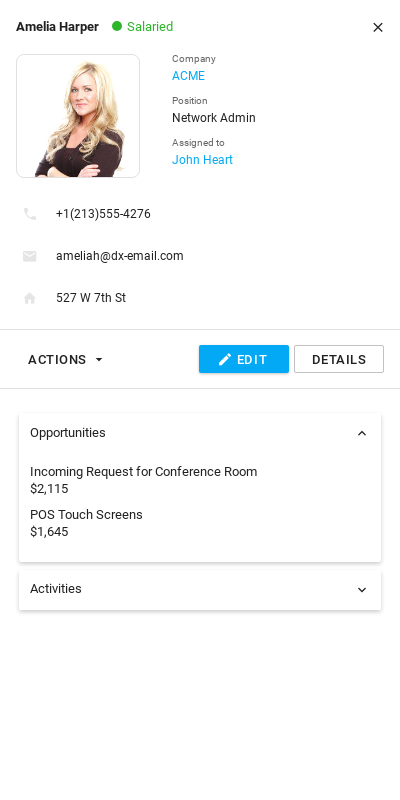 Amelia Harper
Salaried
Company
ACME
Position
Network Admin
Assigned to
John Heart
+1(213)555-4276
ameliah@dx-email.com
527 W 7th St
ACTIONS
EDIT
DETAILS
Opportunities
Incoming Request for Conference Room
$2,115
POS Touch Screens
$1,645
Activities